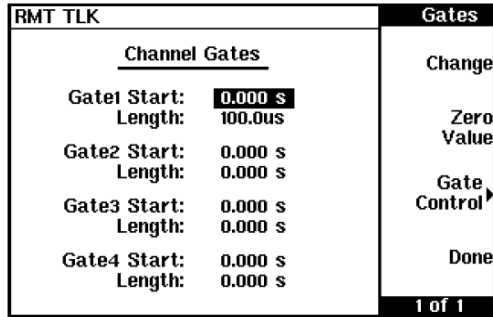 RMT TLK
Channel Gates
Gate1 Start: 0.000 s
Length: 100.0us
Gate2 Start: 0.000 s
Length: 0.000 s
Gate3 Start: 0.000 s
Length: 0.000 s
Gate4 Start: 0.000 s
Length: 0.000 s
Gates
Change
Zero
Value
Gate
Control
Done
1 of 1